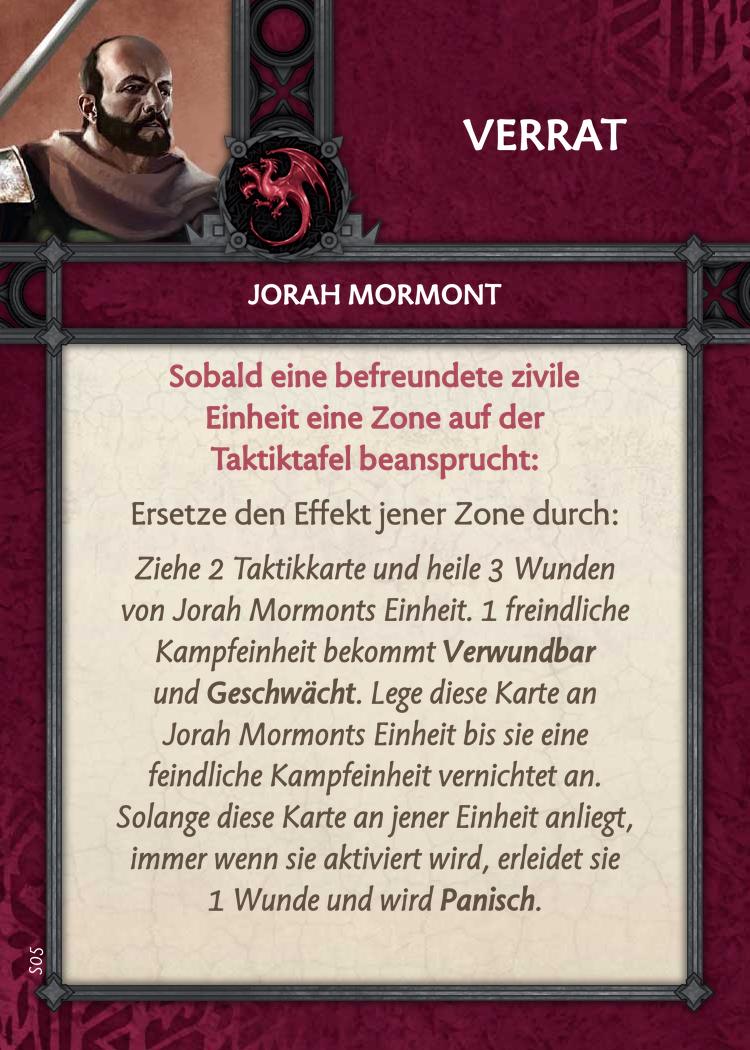 VERRAT
JORAH MORMONT
Sobald eine befreundete zivile
Einheit eine Zone auf der
Taktiktafel beansprucht:
Ersetze den Effekt jener Zone durch:
Ziehe 2 Taktikkarte und heile 3 Wunden
von Jorah Mormonts Einheit. 1 freindliche
Kampfeinheit bekommt Verwundbar
und Geschwächt. Lege diese Karte an
Jorah Mormonts Einheit bis sie eine
feindliche Kampfeinheit vernichtet an.
Solange diese Karte an jener Einheit anliegt,
immer wenn sie aktiviert wird, erleidet sie
1 Wunde und wird Panisch.
S05